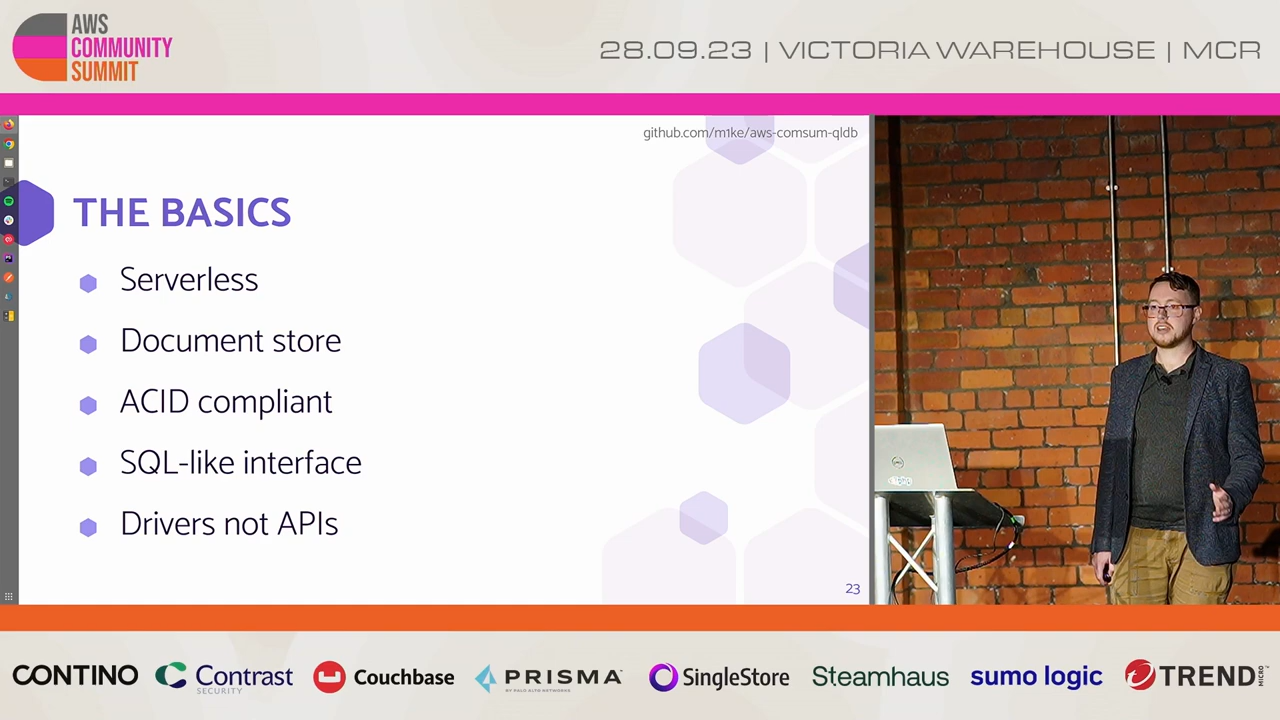 AWS
COMMUNITY
SUMMIT
28.09.23 | VICTORIA WAREHOUSE | MCR
github.com/m1ke/aws-comsum-qldb
THE BASICS
Serverless
Document store
ACID compliant
SQL-like interface
Drivers not APIs
23
DELL
CONTINO
Contrast
SECURITY
Couchbase
PRISMA
BY PALO ALTO NETWORKS
SingleStore
Steamhaus
sumo logic
TREND
MICRO